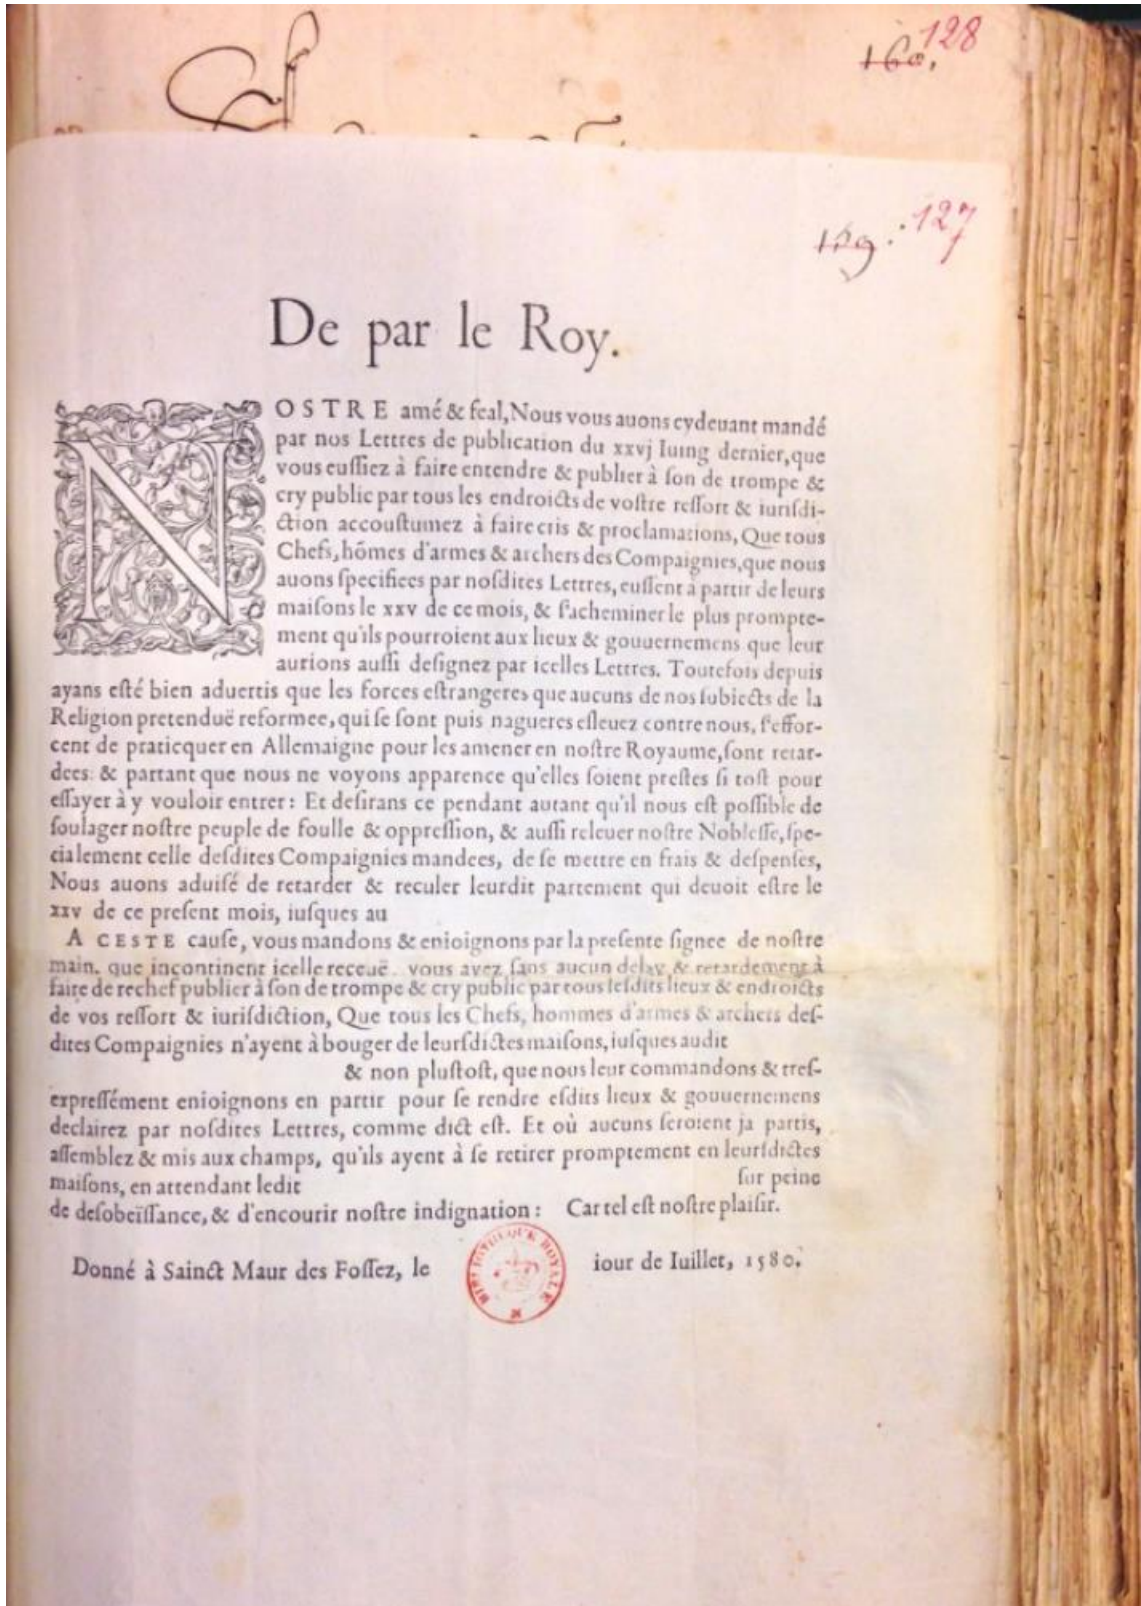 128
160.
127
159.
De par le Roy.
NOSTRE amé & feal, Nous vous auons cydeuant mandé
par nos Lettres de publication du xxvj Iuing dernier, que
vous euſſiez à faire entendre & publier à ſon de trompe &
cry public par tous les endroicts de voſtre reſſort & iuriſdi-
ction accouſtumez à faire cris & proclamations, Que tous
Chefs, hõmes d'armes & archers des Compaignies, que nous
auons ſpecifiees par noſdites Lettres, euſſent à partir de leurs
maiſons le xxv de ce mois, & ſ'acheminer le plus prompte-
ment qu'ils pourroient aux lieux & gouuernemens que leur
aurions auſſi deſignez par icelles Lettres. Toutefois depuis
ayans eſté bien aduertis que les forces eſtrangeres que aucuns de nos ſubiects de la
Religion pretenduë reformee, qui ſe ſont puis nagueres eſleuez contre nous, ſ'effor-
cent de praticquer en Allemaigne pour les amener en noſtre Royaume, ſont retar-
dees: & partant que nous ne voyons apparence qu'elles ſoient preſtes ſi toſt pour
eſſayer à y vouloir entrer: Et deſirans ce pendant autant qu'il nous eſt poſſible de
ſoulager noſtre peuple de foulle & oppreſſion, & auſſi releuer noſtre Nobleſſe, ſpe-
cialement celle deſdites Compaignies mandees, de ſe mettre en frais & deſpenſes,
Nous auons aduiſé de retarder & reculer leurdit partement qui deuoit eſtre le
xxv de ce preſent mois, iuſques au
A CESTE cauſe, vous mandons & enioignons par la preſente ſignee de noſtre
main, que incontinent icelle receuë vous ayez ſans aucun delay & retardement à
faire de rechef publier à ſon de trompe & cry public par tous leſdits lieux & endroicts
de vos reſſort & iuriſdiction, Que tous les Chefs, hommes d'armes & archers deſ-
dites Compaignies n'ayent à bouger de leurſdictes maiſons, iuſques audit
& non pluſtoſt, que nous leur commandons & treſ-
expreſſément enioignons en partir pour ſe rendre eſdits lieux & gouuernemens
declairez par noſdites Lettres, comme dict eſt. Et où aucuns ſeroient ja partis,
aſſemblez & mis aux champs, qu'ils ayent à ſe retirer promptement en leurſdictes
maiſons, en attendant ledit ſur peine
de deſobeïſſance, & d'encourir noſtre indignation: Car tel eſt noſtre plaiſir.
Donné à Sainct Maur des Foſſez, le iour de Iuillet, 1580.
BIBLIOTHEQUE ROYALE